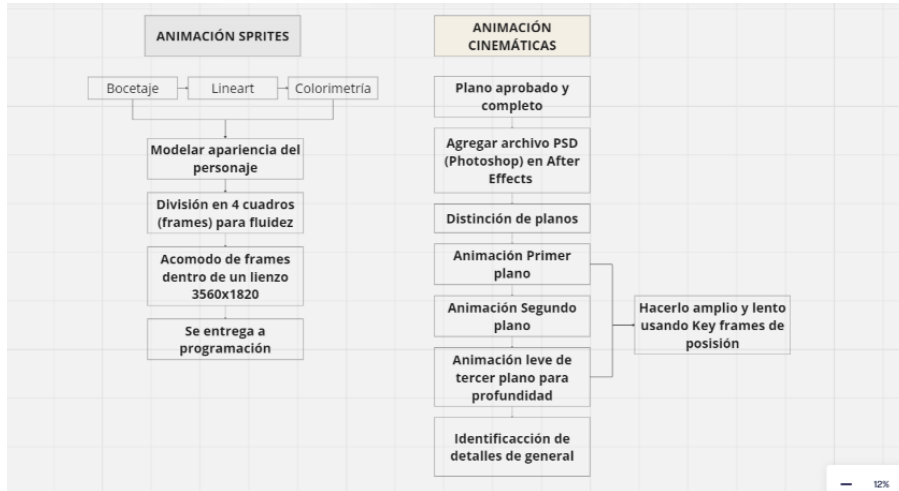 ANIMACIÓN SPRITES
Bocetaje
Lineart
Colorimetría
Modelar apariencia del
personaje
División en 4 cuadros
(frames) para fluidez
Acomodo de frames
dentro de un lienzo
3560x1820
Se entrega a
programación
ANIMACIÓN
CINEMÁTICAS
Plano aprobado y
completo
Agregar archivo PSD
(Photoshop) en After
Effects
Distinción de planos
Animación Primer
plano
Animación Segundo
plano
Animación leve de
tercer plano para
profundidad
Hacerlo amplio y lento
usando Key frames de
posisión
Identificacción de
detalles de general
12%